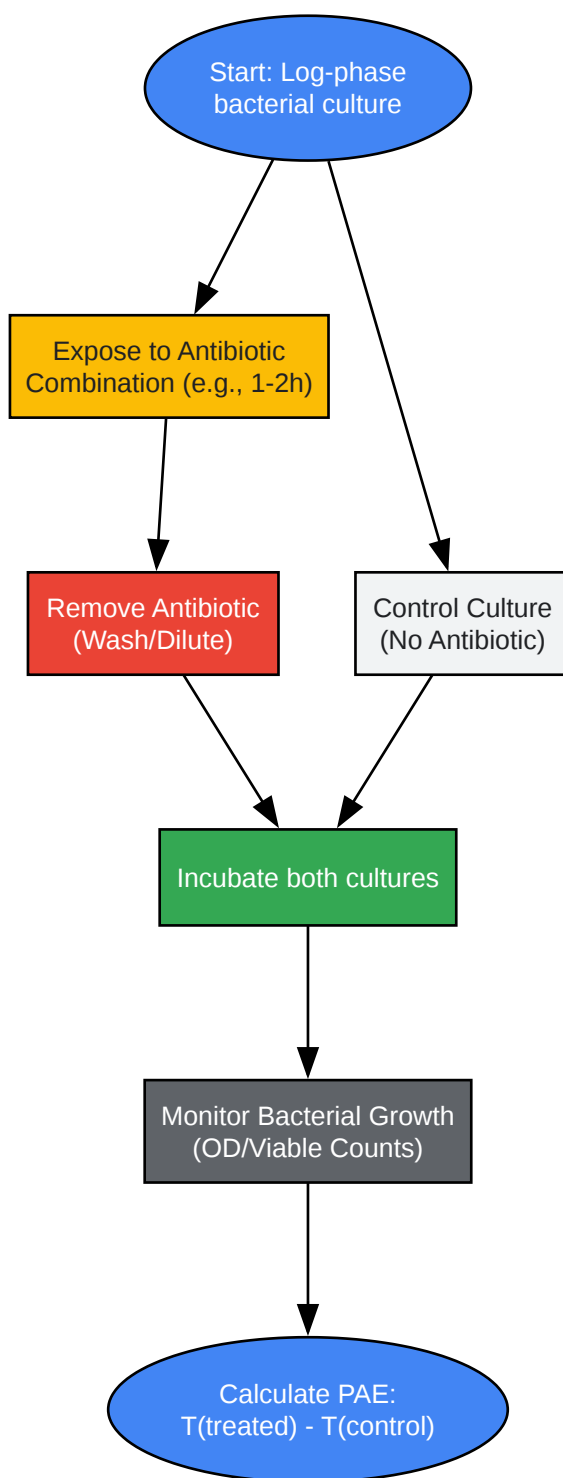 Start: Log-phase
bacterial culture
Expose to Antibiotic
Combination (e.g., 1-2h)
Remove Antibiotic
(Wash/Dilute)
Control Culture
(No Antibiotic)
Incubate both cultures
Monitor Bacterial Growth
(OD/Viable Counts)
Calculate PAE:
T(treated) - T(control)